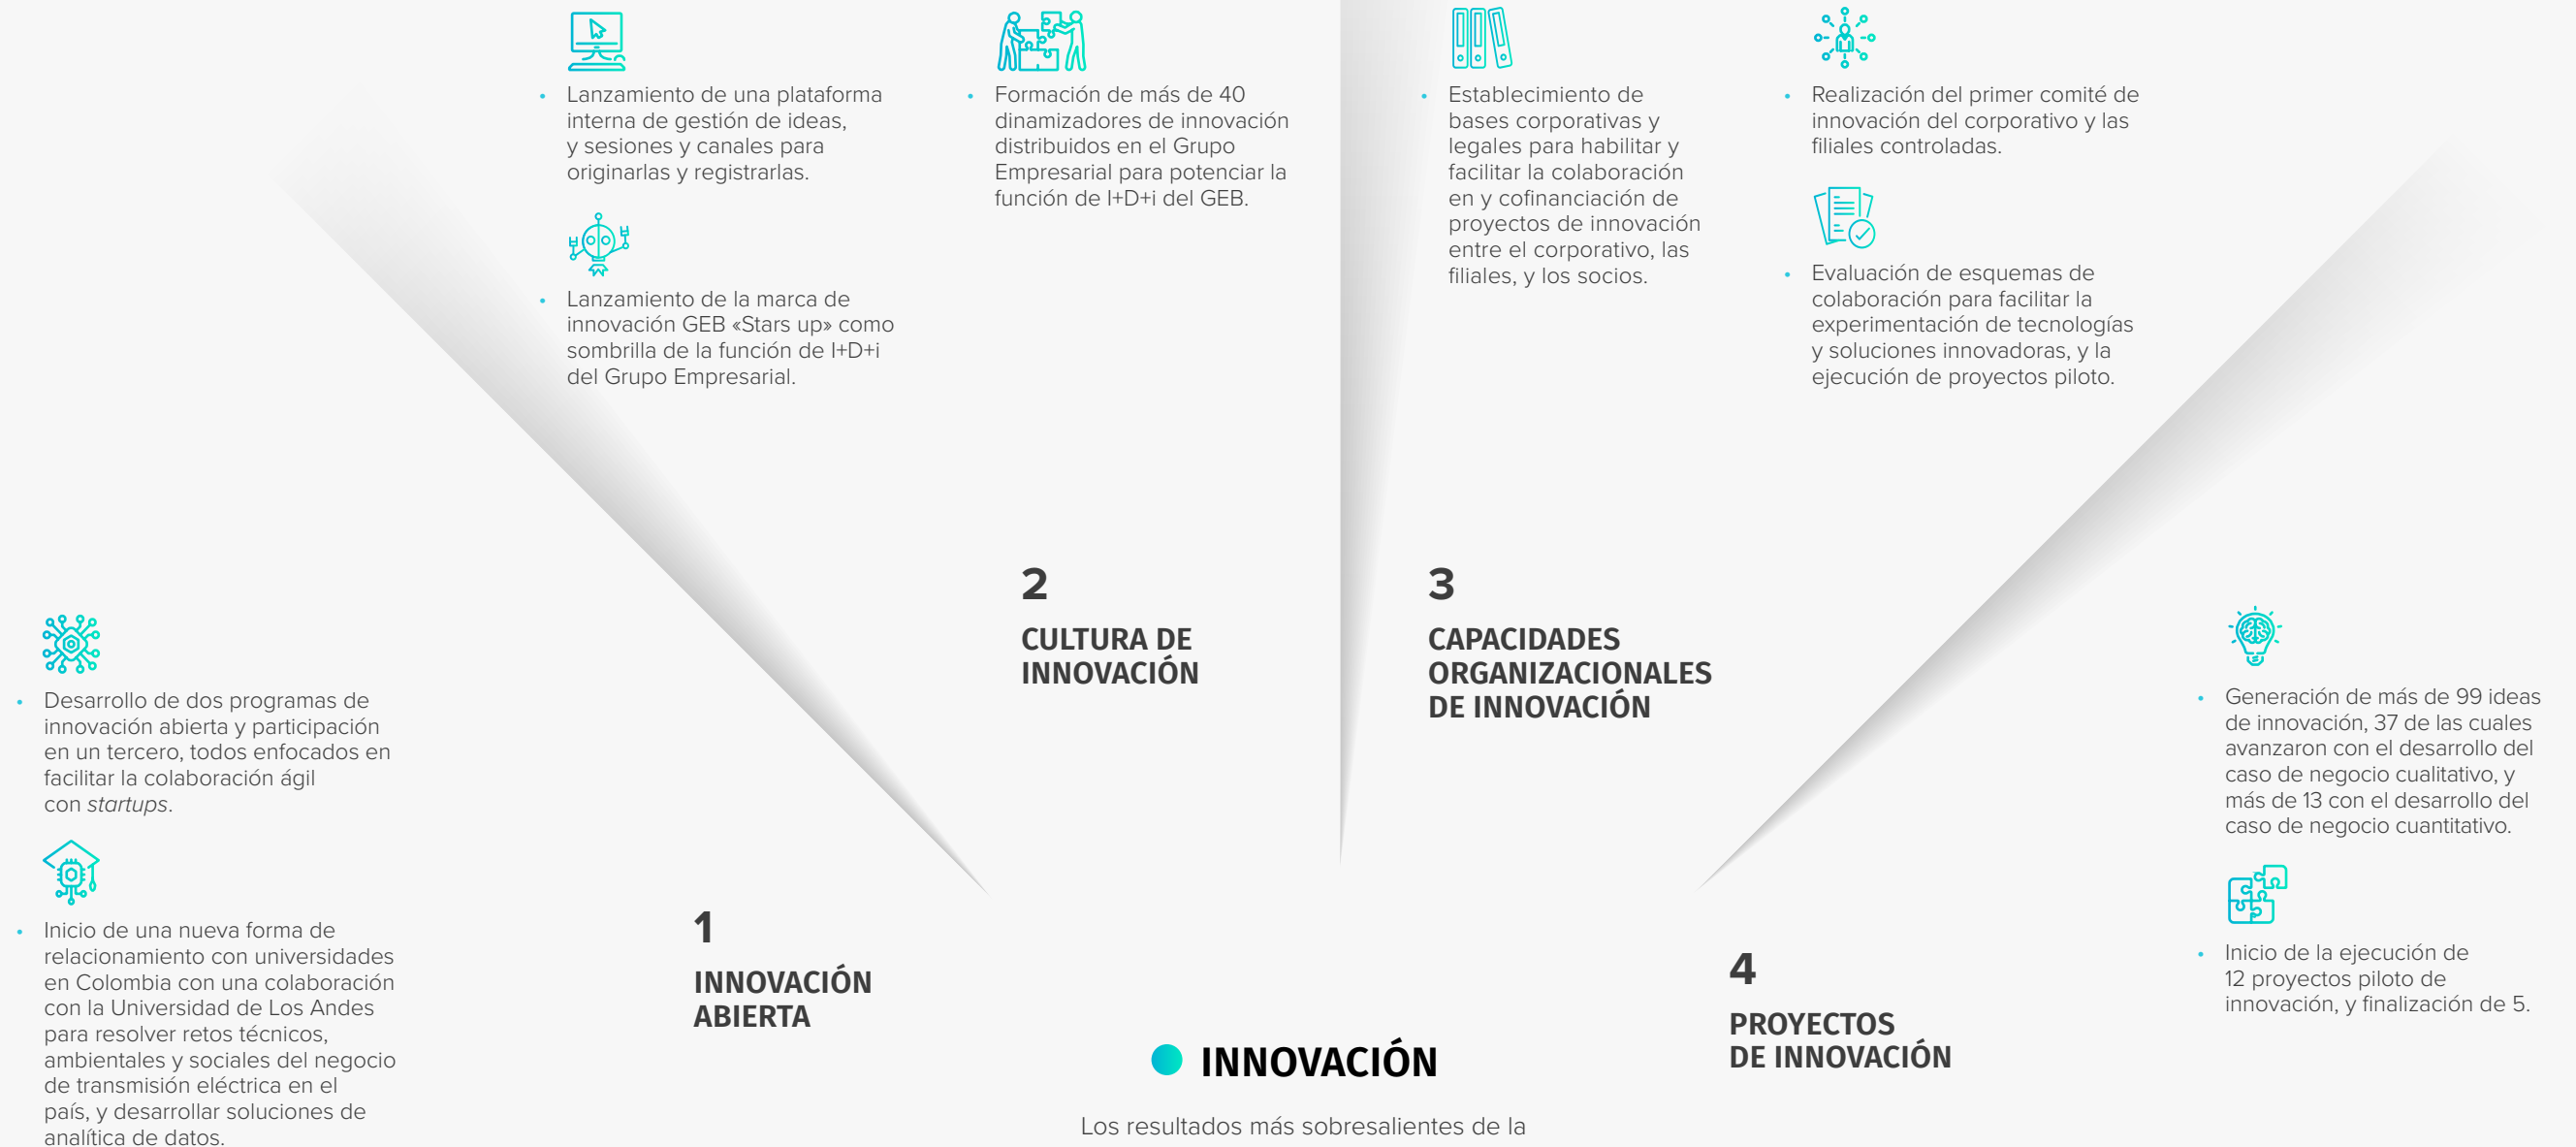 • Desarrollo de dos programas de
innovación abierta y participación
en un tercero, todos enfocados en
facilitar la colaboración ágil
con startups.
• Inicio de una nueva forma de
relacionamiento con universidades
en Colombia con una colaboración
con la Universidad de Los Andes
para resolver retos técnicos,
ambientales y sociales del negocio
de transmisión eléctrica en el
país, y desarrollar soluciones de
analítica de datos.
1
INNOVACIÓN
ABIERTA
• Lanzamiento de una plataforma
interna de gestión de ideas,
y sesiones y canales para
originarlas y registrarlas.
• Lanzamiento de la marca de
innovación GEB «Stars up» como
sombrilla de la función de I+D+i
del Grupo Empresarial.
• Formación de más de 40
dinamizadores de innovación
distribuidos en el Grupo
Empresarial para potenciar la
función de I+D+i del GEB.
2
CULTURA DE
INNOVACIÓN
• Establecimiento de
bases corporativas y
legales para habilitar y
facilitar la colaboración
en y cofinanciación de
proyectos de innovación
entre el corporativo, las
filiales, y los socios.
• Realización del primer comité de
innovación del corporativo y las
filiales controladas.
• Evaluación de esquemas de
colaboración para facilitar la
experimentación de tecnologías
y soluciones innovadoras, y la
ejecución de proyectos piloto.
3
CAPACIDADES
ORGANIZACIONALES
DE INNOVACIÓN
• Generación de más de 99 ideas
de innovación, 37 de las cuales
avanzaron con el desarrollo del
caso de negocio cualitativo, y
más de 13 con el desarrollo del
caso de negocio cuantitativo.
• Inicio de la ejecución de
12 proyectos piloto de
innovación, y finalización de 5.
4
PROYECTOS
DE INNOVACIÓN
INNOVACIÓN
Los resultados más sobresalientes de la